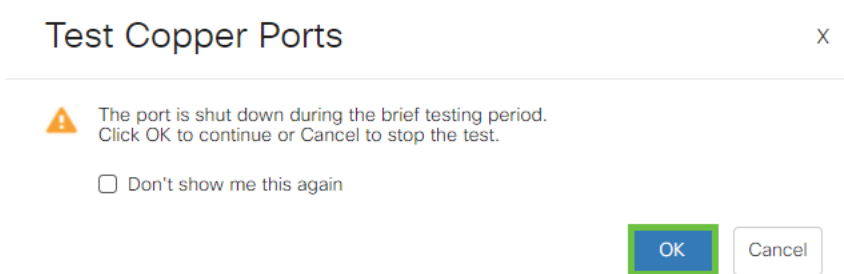 Test Copper Ports
X
The port is shut down during the brief testing period.
Click OK to continue or Cancel to stop the test.
Don't show me this again
OK
Cancel